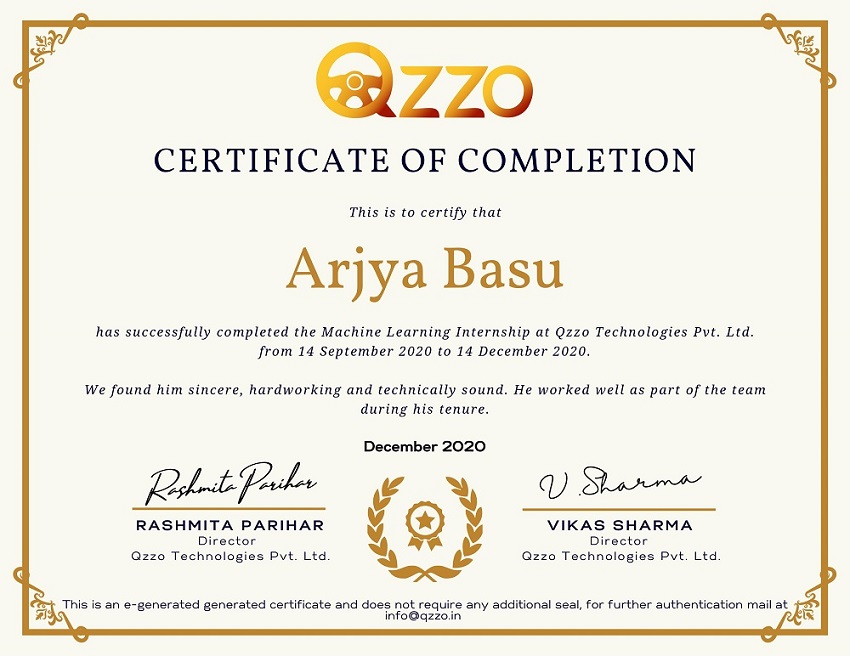 Qzzo
CERTIFICATE OF COMPLETION
This is to certify that
Arjya Basu
has successfully completed the Machine Learning Internship at Qzzo Technologies Pvt. Ltd.
from 14 September 2020 to 14 December 2020.
We found him sincere, hardworking and technically sound. He worked well as part of the team
during his tenure.
December 2020
Rashmita Parihar
V. Sharma
RASHMITA PARIHAR
Director
Qzzo Technologies Pvt. Ltd.
VIKAS SHARMA
Director
Qzzo Technologies Pvt. Ltd.
This is an e-generated generated certificate and does not require any additional seal, for further authentication mail at
info@qzzo.in